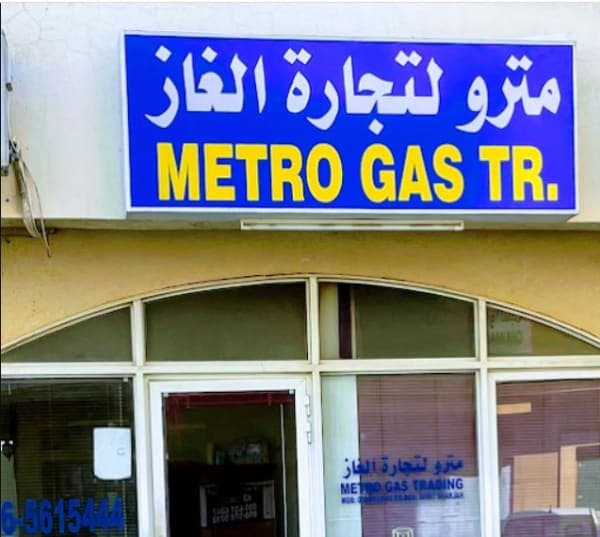 مترو لتجارة الغاز
METRO GAS TR.
مترو لتجارة الغاز
METRO GAS TRADING
6-5615444